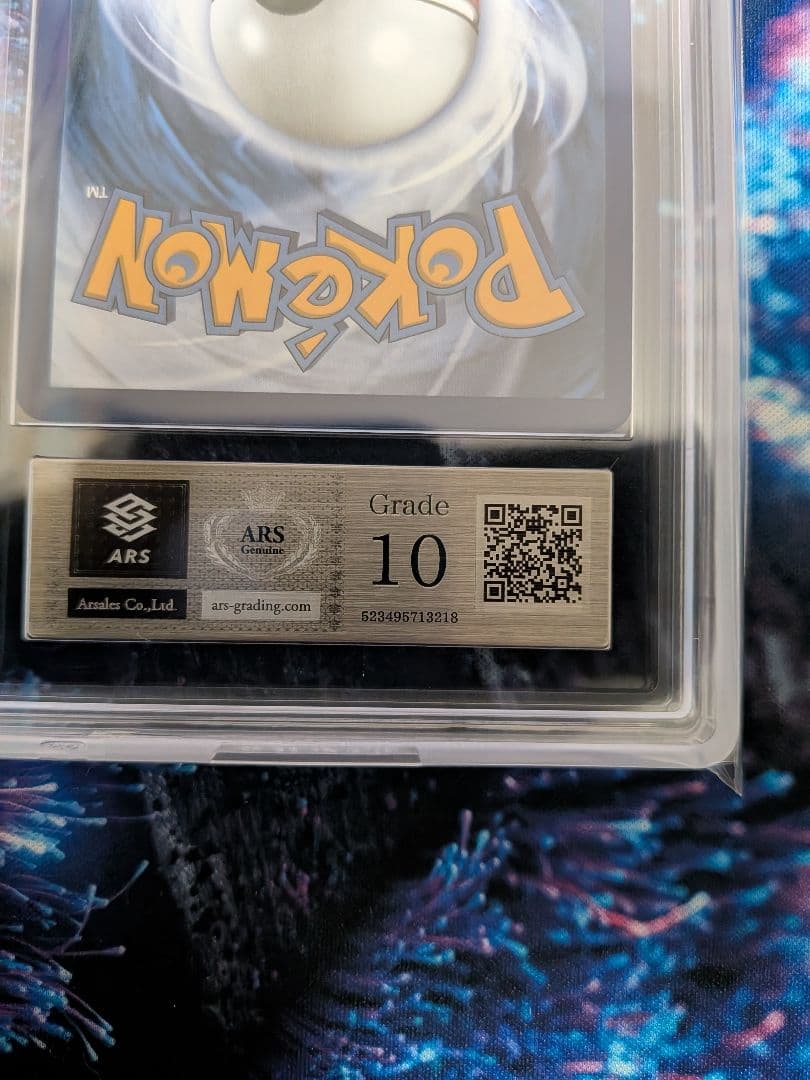 POKéMON
TM
ARS
Arsales Co.,Ltd.
ARS
Genuine
ars-grading.com
Grade
10
523495713218